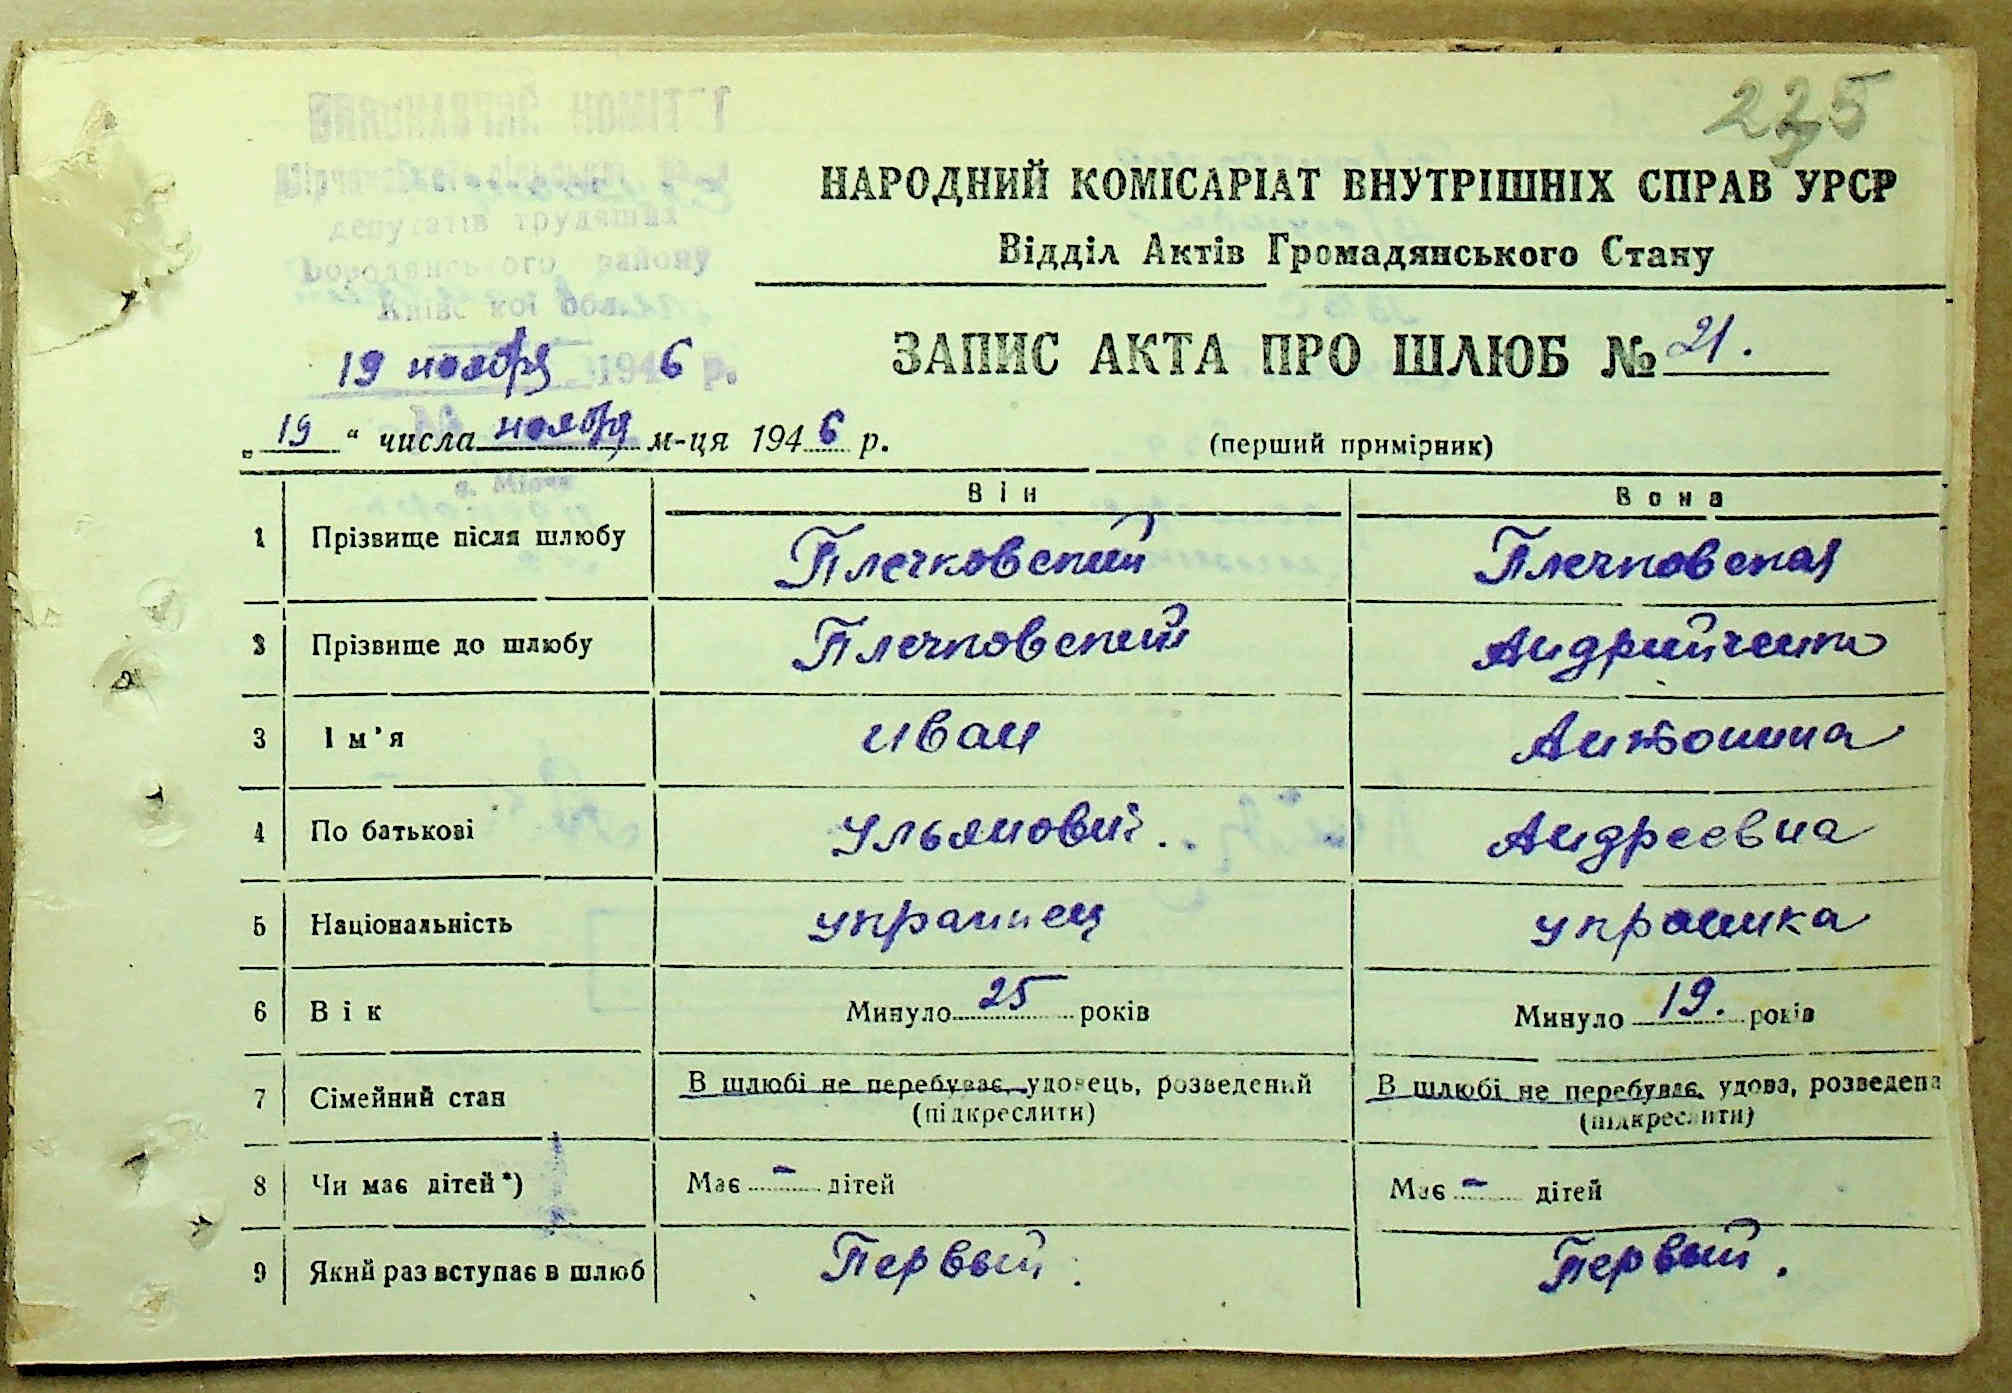 225
НАРОДНИЙ КОМІСАРІАТ ВНУТРІШНІХ СПРАВ УРСР
Відділ Актів Громадянського Стану
депутатів трудящих
Бородянського району
Київської обл.
19 ноября 1946 р.
ЗАПИС АКТА ПРО ШЛЮБ № 21.
„19“ числа ноября м-ця 1946 р.
(перший примірник)
Він Вона
1 Прізвище після шлюбу Плечковский Плечковская
2 Прізвище до шлюбу Плечковский Андрийченко
3 Ім'я Иван Антонина
4 По батькові Ульянович. Андреевна
5 Національність украинец украинка
6 Вік Минуло 25 років Минуло 19. років
7 Сімейний стан В шлюбі не перебуває, удовець, розведений В шлюбі не перебуває, удова, розведена
(підкреслити) (підкреслити)
8 Чи має дітей*) Має - дітей Має - дітей
9 Який раз вступає в шлюб Первый. Первый.